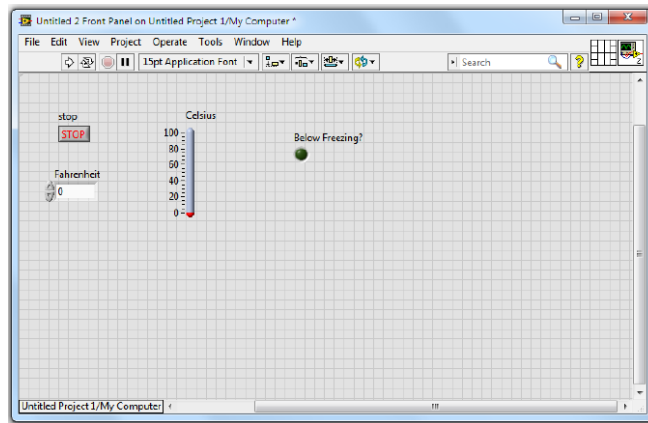 Untitled 2 Front Panel on Untitled Project 1/My Computer *
File Edit View Project Operate Tools Window Help
15pt Application Font
Search
?
2
stop
STOP
Celsius
100
80
60
40
20
0
Below Freezing?
Fahrenheit
0
Untitled Project 1/My Computer